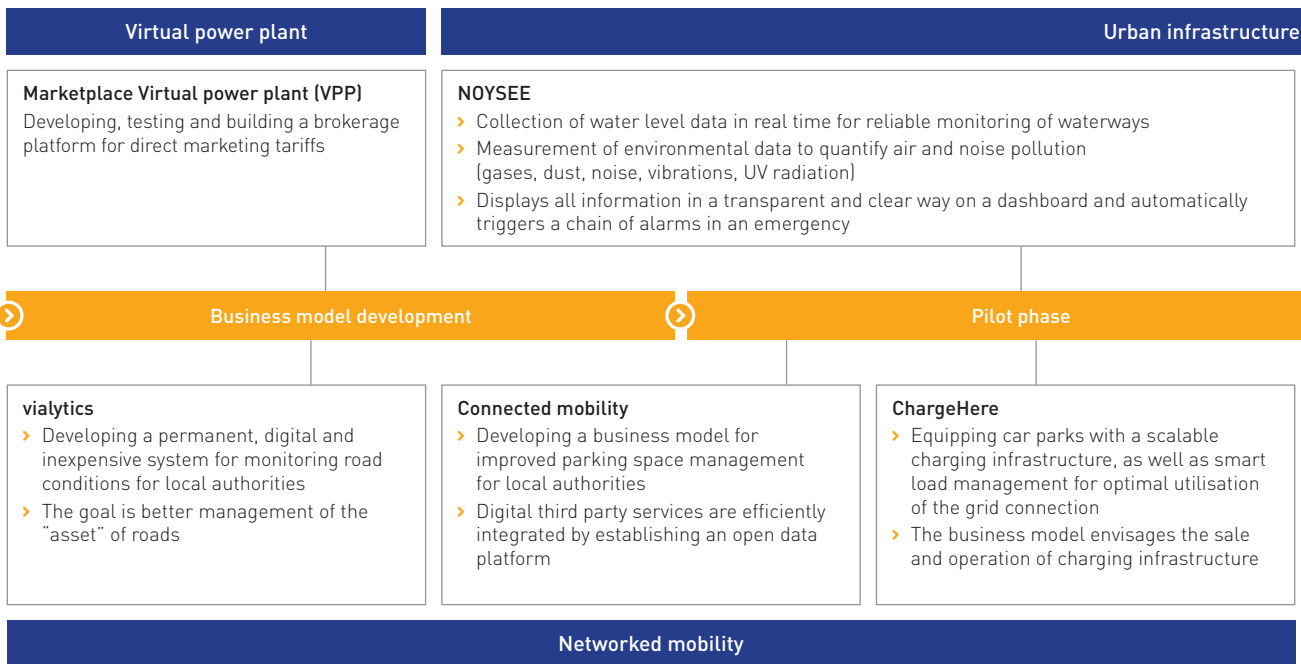 Virtual power plant
Urban infrastructure
Marketplace Virtual power plant (VPP)
Developing, testing and building a brokerage
platform for direct marketing tariffs
NOYSEE
› Collection of water level data in real time for reliable monitoring of waterways
› Measurement of environmental data to quantify air and noise pollution
(gases, dust, noise, vibrations, UV radiation)
› Displays all information in a transparent and clear way on a dashboard and automatically
triggers a chain of alarms in an emergency
Business model development
Pilot phase
vialytics
› Developing a permanent, digital and
inexpensive system for monitoring road
conditions for local authorities
› The goal is better management of the
"asset" of roads
Connected mobility
› Developing a business model for
improved parking space management
for local authorities
› Digital third party services are efficiently
integrated by establishing an open data
platform
ChargeHere
› Equipping car parks with a scalable
charging infrastructure, as well as smart
load management for optimal utilisation
of the grid connection
› The business model envisages the sale
and operation of charging infrastructure
Networked mobility